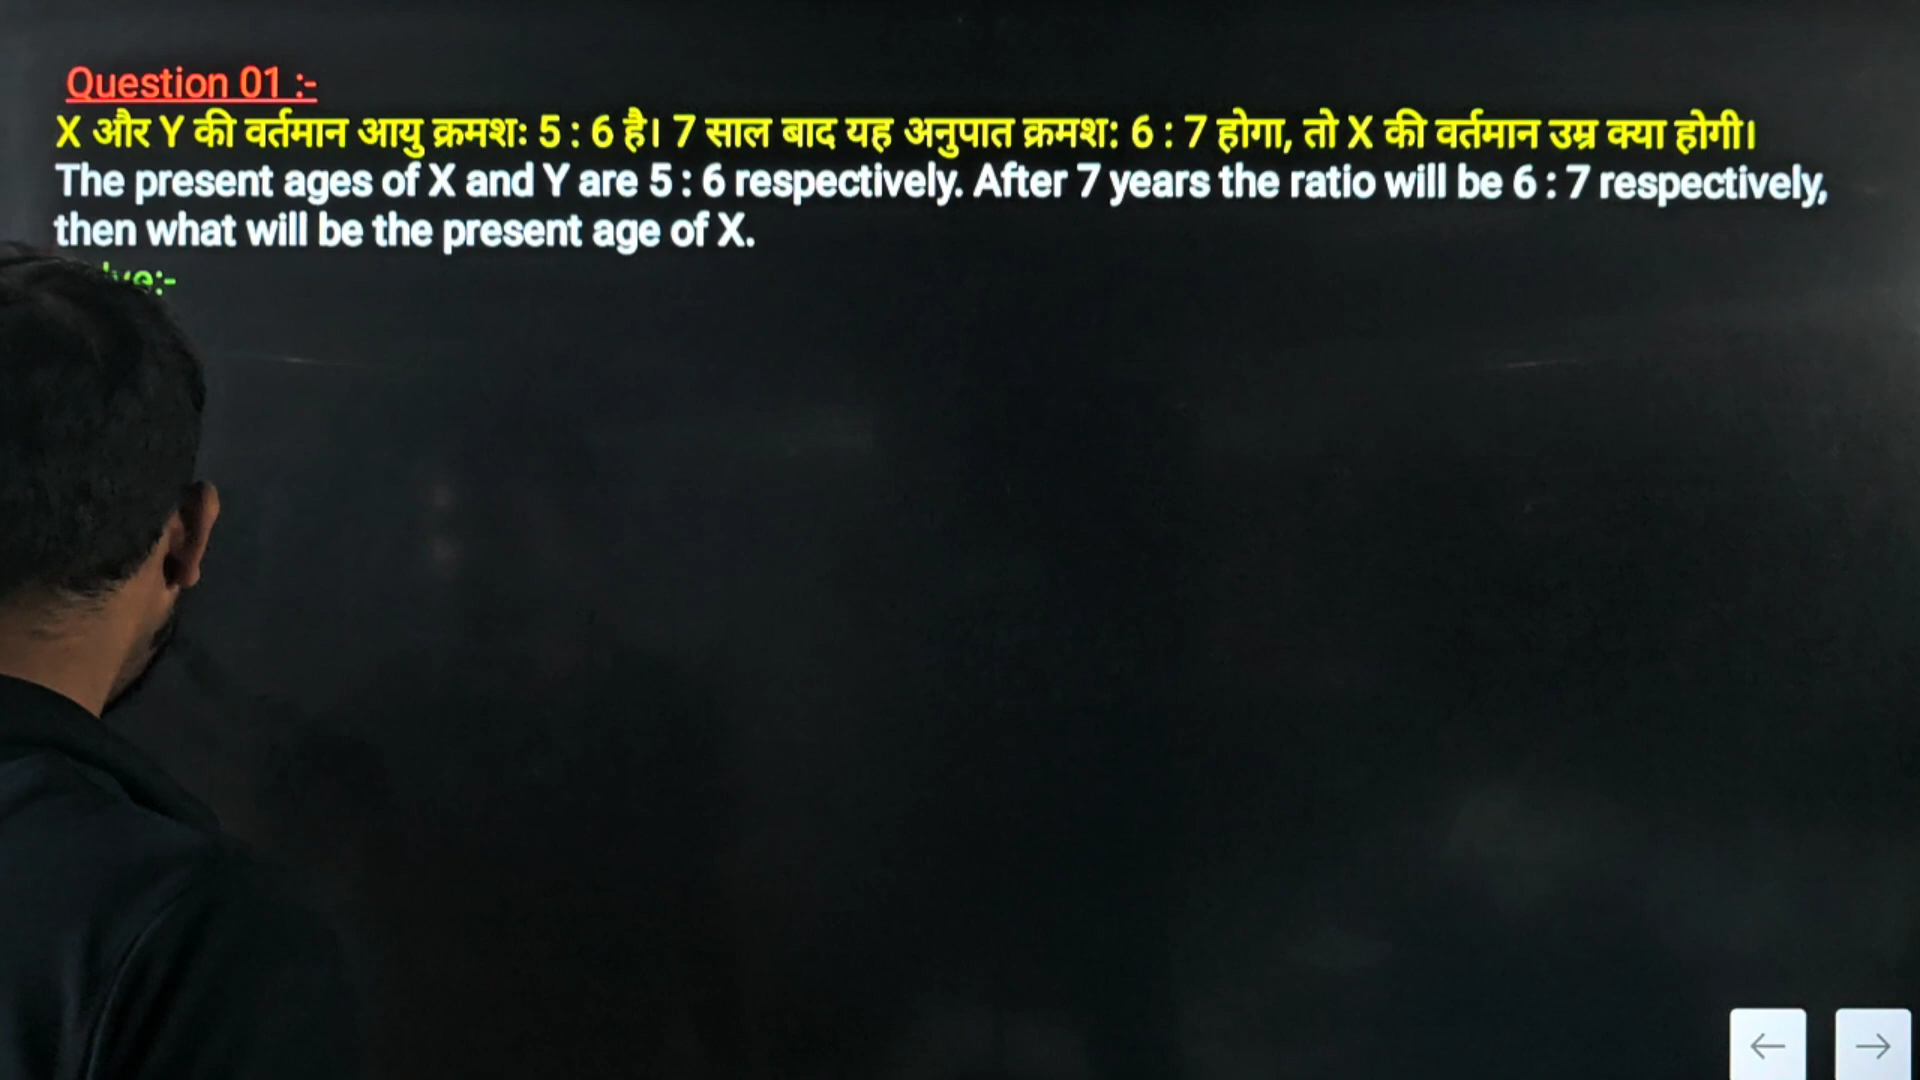 Question 01 :-
X और Y की वर्तमान आयु क्रमशः 5 : 6 है। 7 साल बाद यह अनुपात क्रमश: 6 : 7 होगा, तो X की वर्तमान उम्र क्या होगी।
The present ages of X and Y are 5 : 6 respectively. After 7 years the ratio will be 6 : 7 respectively,
then what will be the present age of X.